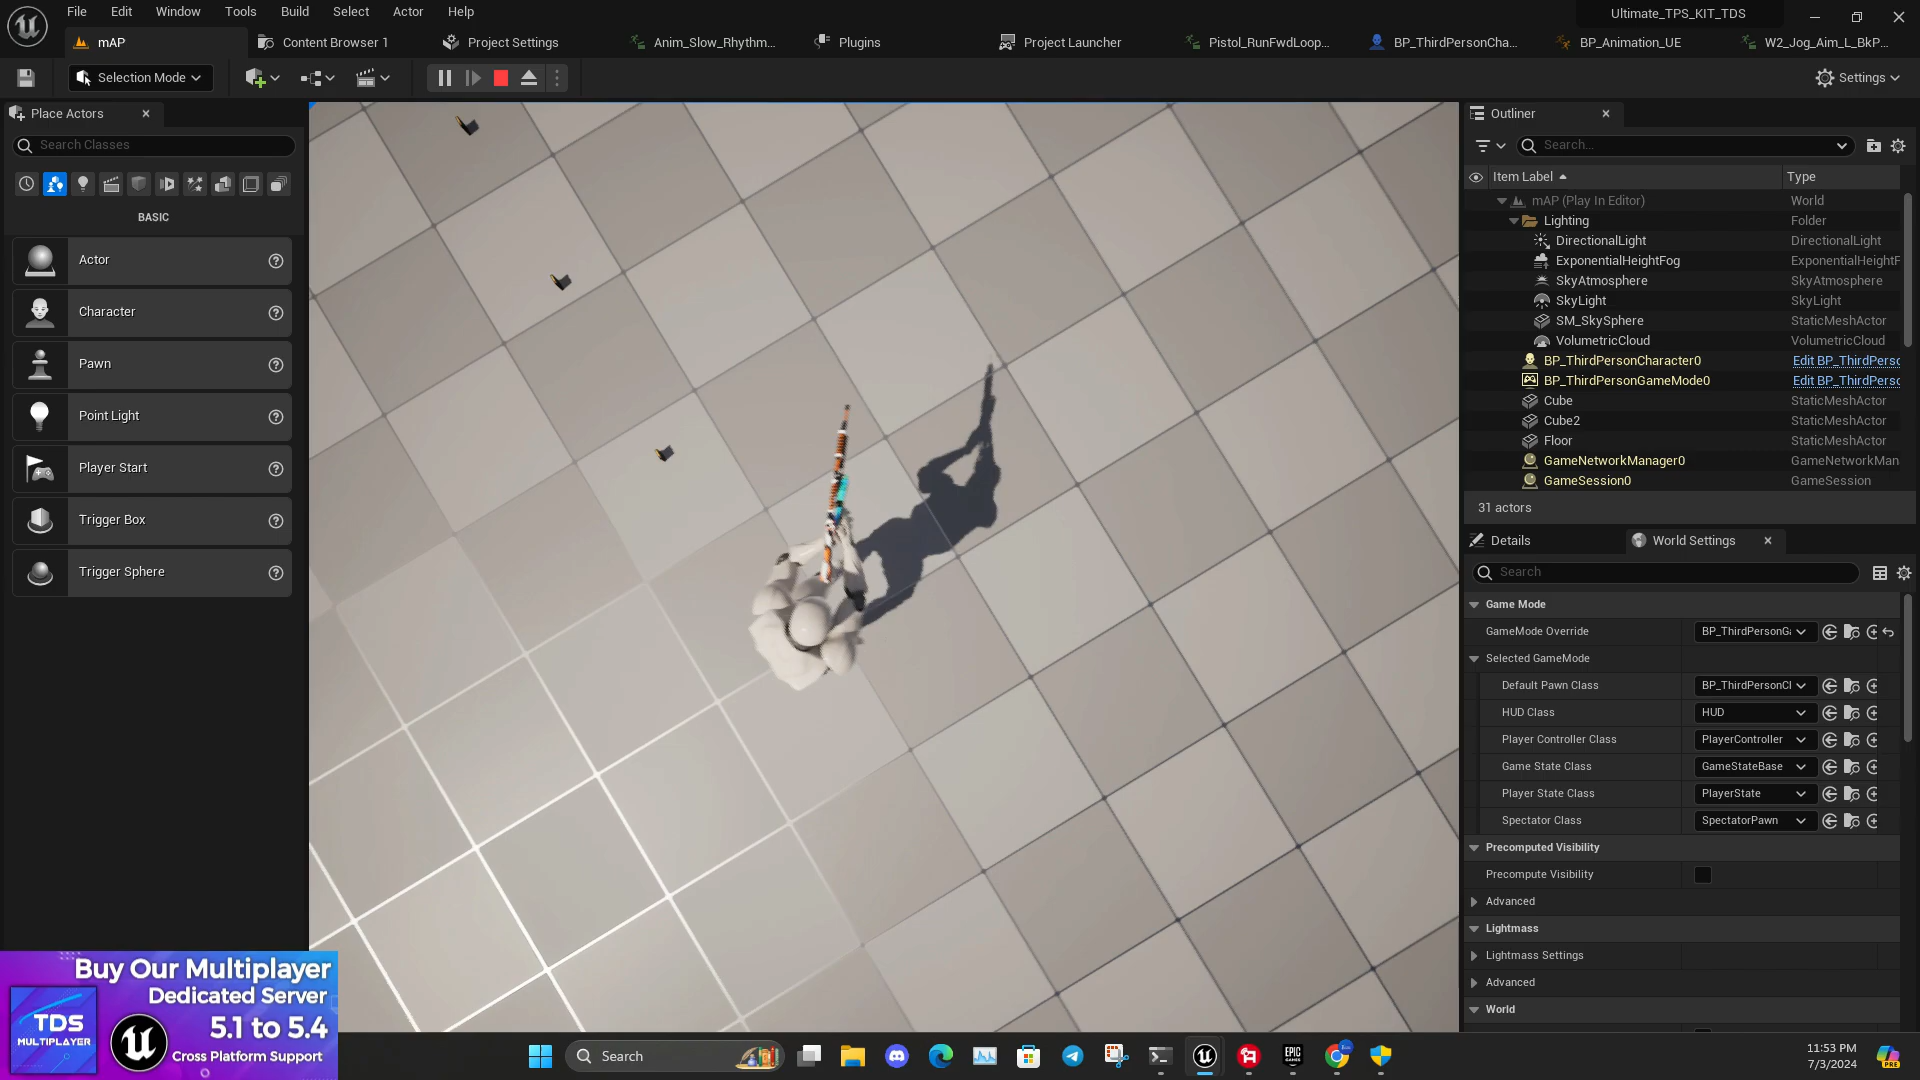 File Edit Window Tools Build Select Actor Help
Ultimate_TPS_KIT_TDS
mAP
Content Browser 1
Project Settings
Anim_Slow_Rhythm...
Plugins
Project Launcher
Pistol_RunFwdLoop...
BP_ThirdPersonCha...
BP_Animation_UE
W2_Jog_Aim_L_BkP...
Selection Mode
Settings
Place Actors
Search Classes
BASIC
Actor
Character
Pawn
Point Light
Player Start
Trigger Box
Trigger Sphere
Outliner
Search...
Item Label Type
mAP (Play In Editor) World
Lighting Folder
DirectionalLight DirectionalLight
ExponentialHeightFog ExponentialHeightF
SkyAtmosphere SkyAtmosphere
SkyLight SkyLight
SM_SkySphere StaticMeshActor
VolumetricCloud VolumetricCloud
BP_ThirdPersonCharacter0 Edit BP_ThirdPerso
BP_ThirdPersonGameMode0 Edit BP_ThirdPerso
Cube StaticMeshActor
Cube2 StaticMeshActor
Floor StaticMeshActor
GameNetworkManager0 GameNetworkMan
GameSession0 GameSession
31 actors
Details
World Settings
Search
Game Mode
GameMode Override BP_ThirdPersonGa
Selected GameMode
Default Pawn Class BP_ThirdPersonCl
HUD Class HUD
Player Controller Class PlayerController
Game State Class GameStateBase
Player State Class PlayerState
Spectator Class SpectatorPawn
Precomputed Visibility
Precompute Visibility
Advanced
Lightmass
Lightmass Settings
Advanced
World
Buy Our Multiplayer
Dedicated Server
5.1 to 5.4
Cross Platform Support
TDS
MULTIPLAYER
Search
EPIC
GAMES
PRE
11:53 PM
7/3/2024